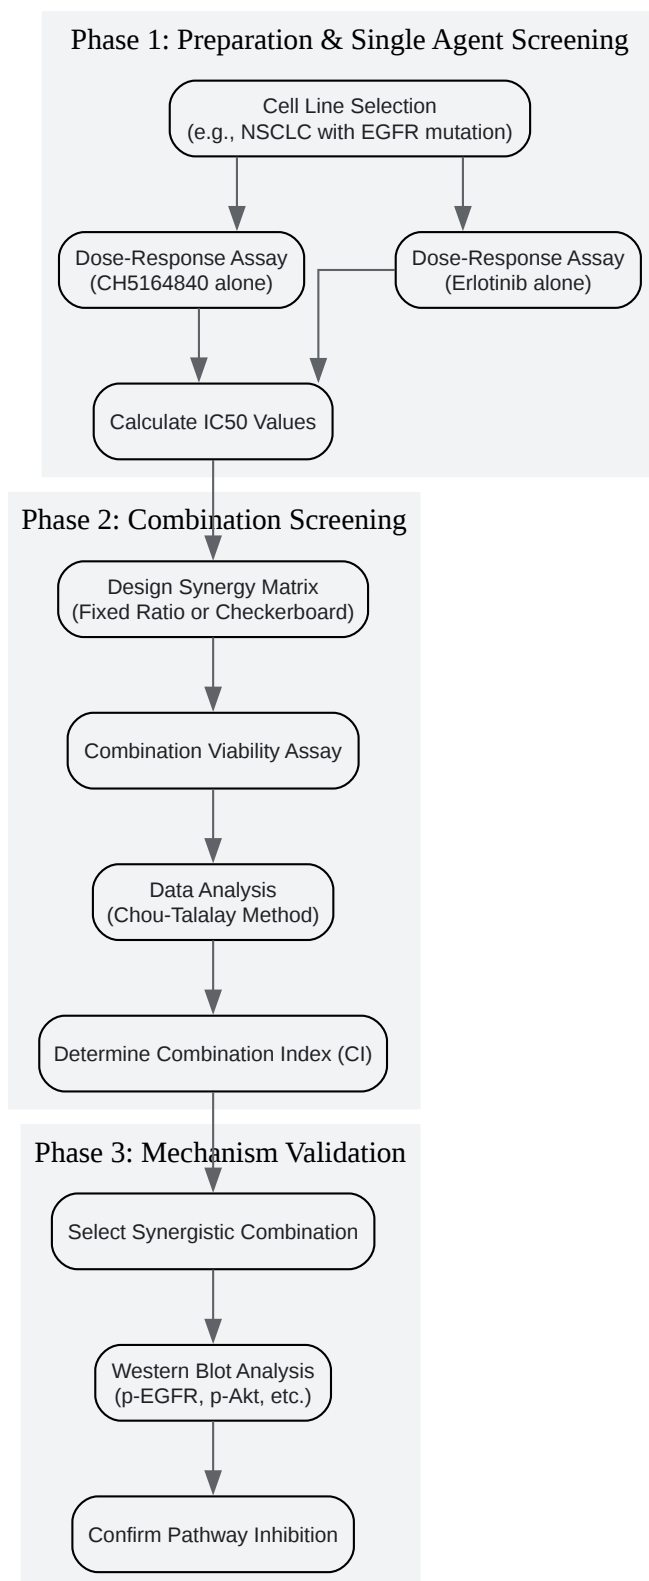 Phase 1: Preparation & Single Agent Screening
Cell Line Selection
(e.g., NSCLC with EGFR mutation)
Dose-Response Assay
(CH5164840 alone)
Dose-Response Assay
(Erlotinib alone)
Calculate IC50 Values
Phase 2: Combination Screening
Design Synergy Matrix
(Fixed Ratio or Checkerboard)
Combination Viability Assay
Data Analysis
(Chou-Talalay Method)
Determine Combination Index (CI)
Phase 3: Mechanism Validation
Select Synergistic Combination
Western Blot Analysis
(p-EGFR, p-Akt, etc.)
Confirm Pathway Inhibition